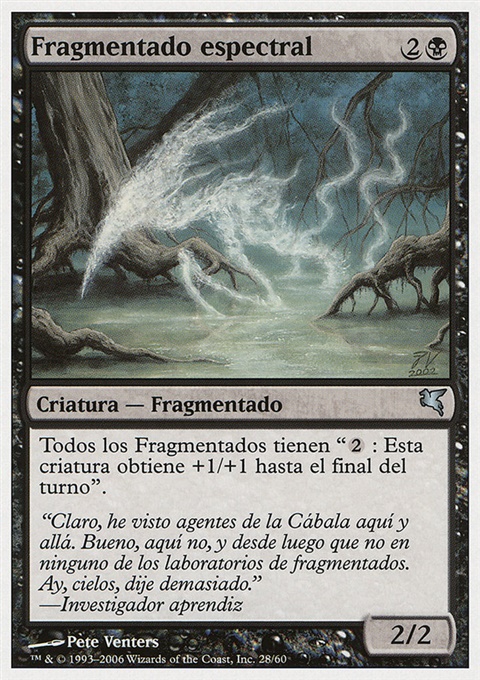 Fragmentado espectral 2
PV
2002
Criatura — Fragmentado
Todos los Fragmentados tienen “2 : Esta
criatura obtiene +1/+1 hasta el final del
turno”.
“Claro, he visto agentes de la Cábala aquí y
allá. Bueno, aquí no, y desde luego que no en
ninguno de los laboratorios de fragmentados.
Ay, cielos, dije demasiado.”
—Investigador aprendiz
Pete Venters
2/2
™ & © 1993–2006 Wizards of the Coast, Inc. 28/60